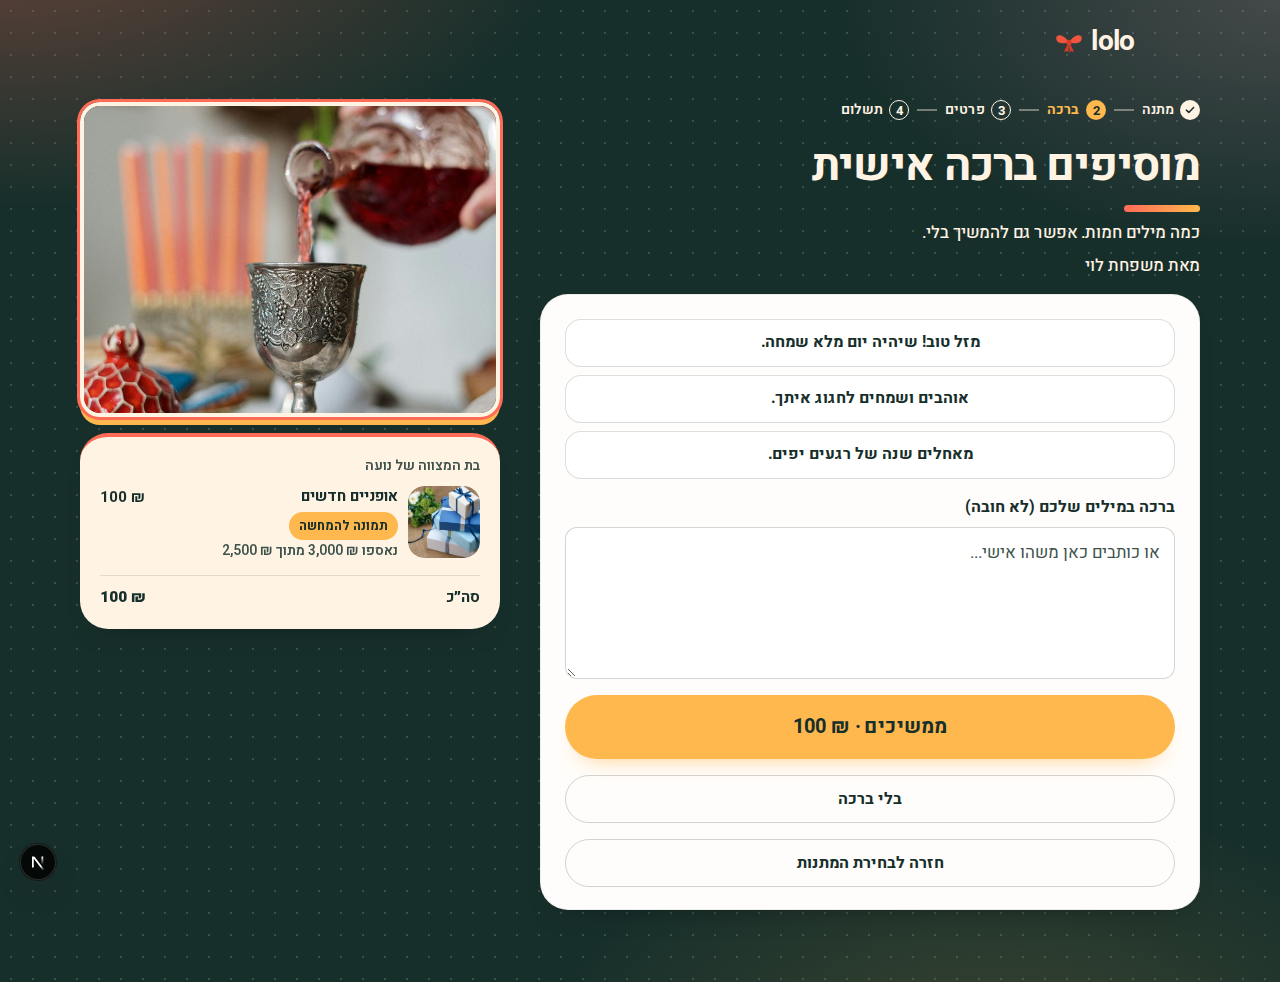 lolo
מתנה 2 ברכה 3 פרטים 4 תשלום
מוסיפים ברכה אישית
כמה מילים חמות. אפשר גם להמשיך בלי.
מאת משפחת לוי
מזל טוב! שיהיה יום מלא שמחה.
אוהבים ושמחים לחגוג איתך.
מאחלים שנה של רגעים יפים.
ברכה במילים שלכם (לא חובה)
או כותבים כאן משהו אישי...
ממשיכים · 100 ₪
בלי ברכה
חזרה לבחירת המתנות
בת המצווה של נועה
אופניים חדשים 100 ₪
תמונה להמחשה
נאספו 3,000 ₪ מתוך 2,500 ₪
סה״כ 100 ₪
N